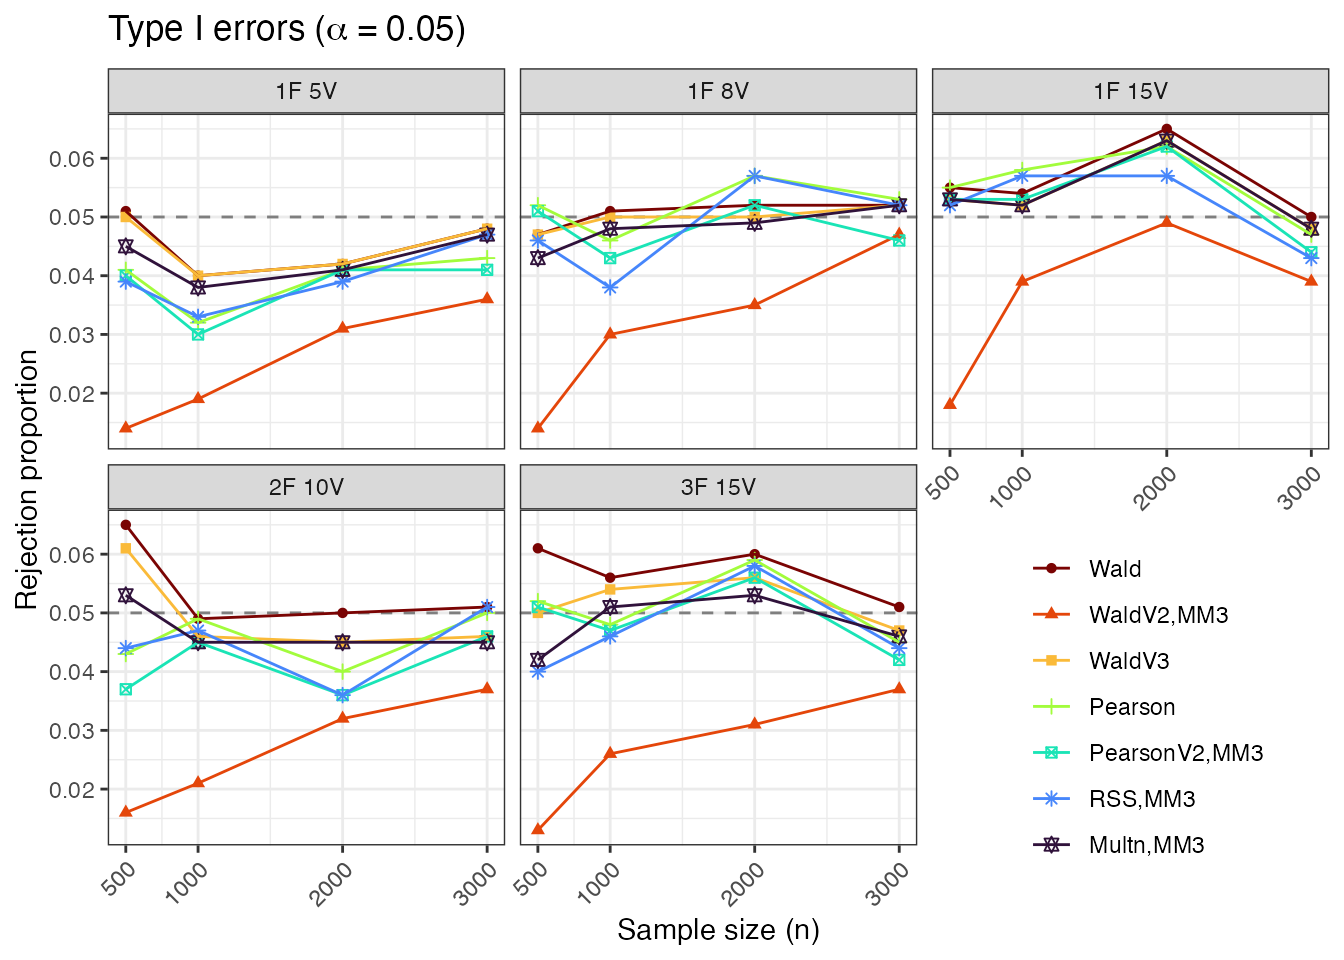 Type I errors (α = 0.05)
1F 5V
1F 8V
1F 15V
0.06
0.05
0.04
0.03
0.02
500
1000
2000
3000
2F 10V
3F 15V
0.06
0.05
0.04
0.03
0.02
500
1000
2000
3000
500
1000
2000
3000
Rejection proportion
Sample size (n)
Wald
WaldV2,MM3
WaldV3
Pearson
PearsonV2,MM3
RSS,MM3
Multn,MM3